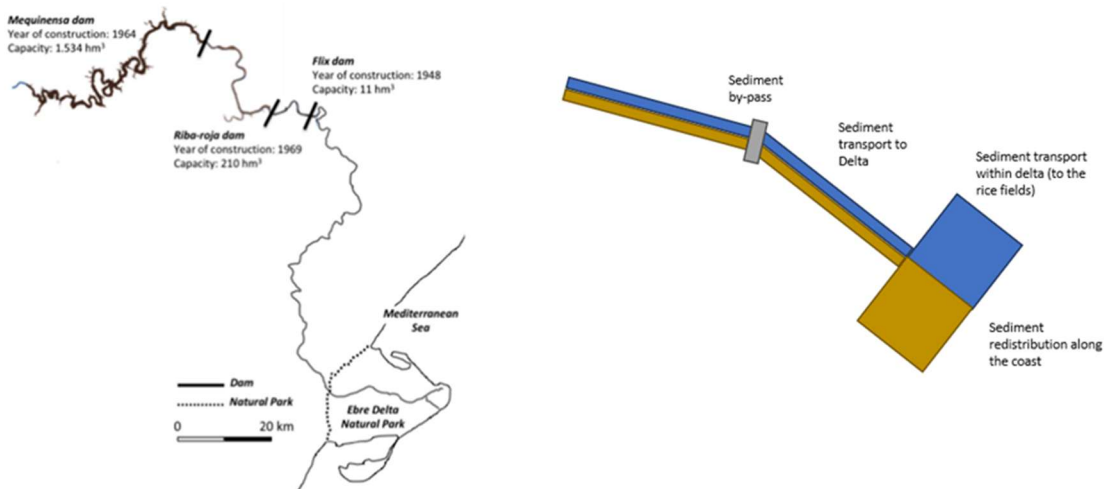 Mequinensa dam
Year of construction: 1964
Capacity: 1.534 hm³
Flix dam
Year of construction: 1948
Capacity: 11 hm³
Riba-roja dam
Year of construction: 1969
Capacity: 210 hm³
Mediterranean
Sea
Dam
Natural Park
0 20 km
Ebre Delta
Natural Park
Sediment
by-pass
Sediment
transport to
Delta
Sediment transport
within delta (to the
rice fields)
Sediment
redistribution along
the coast